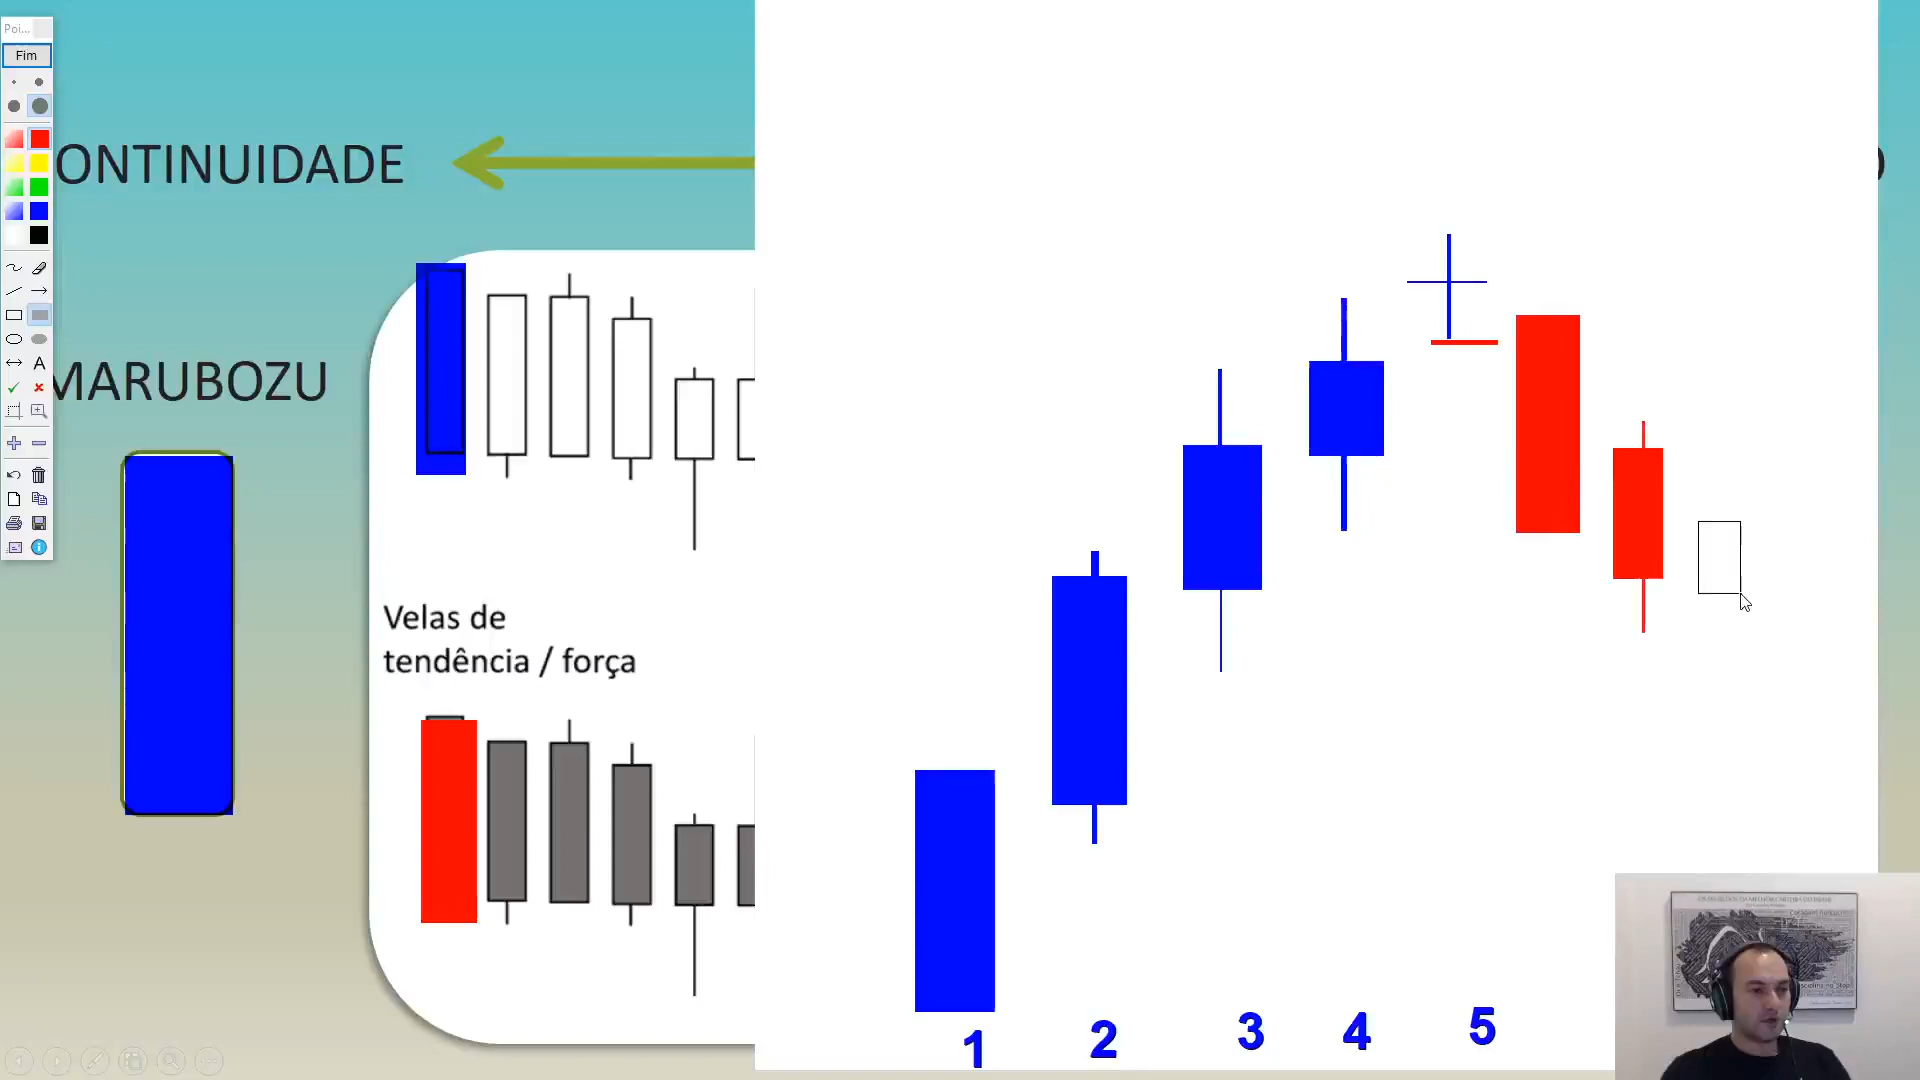 Poi...
Fim
ONTINUIDADE
MARUBOZU
A
Velas de
tendência / força
1
2
3
4
5